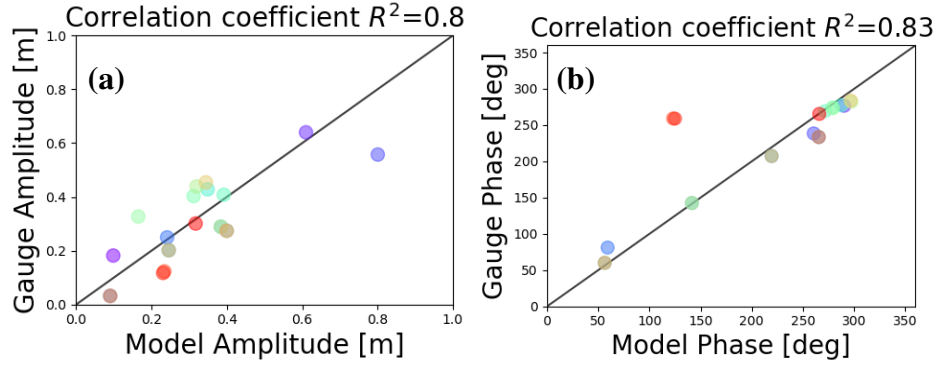 Correlation coefficient R²=0.8
(a)
Gauge Amplitude [m]
1.0
0.8
0.6
0.4
0.2
0.0
0.0 0.2 0.4 0.6 0.8 1.0
Model Amplitude [m]
Correlation coefficient R²=0.83
(b)
Gauge Phase [deg]
350
300
250
200
150
100
50
0
0 50 100 150 200 250 300 350
Model Phase [deg]